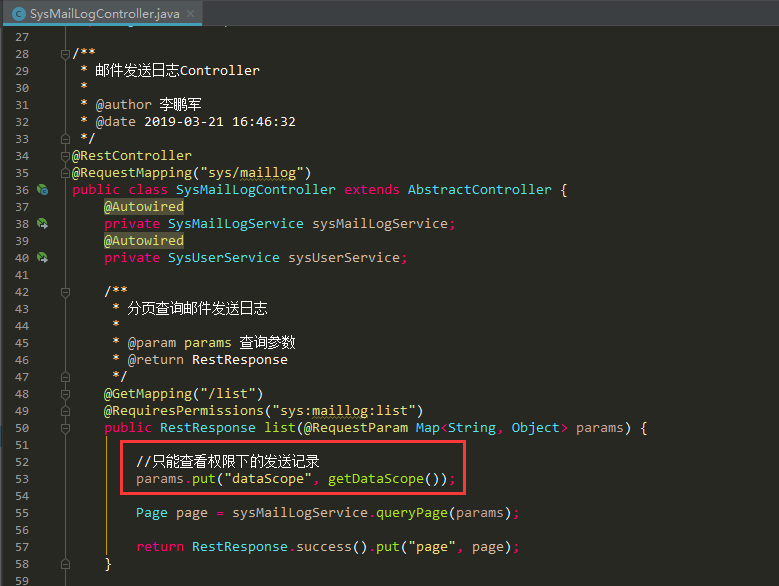 SysMailLogController.java
27
28 /**
29 * 邮件发送日志Controller
30 *
31 * @author 李鹏军
32 * @date 2019-03-21 16:46:32
33 */
34 @RestController
35 @RequestMapping("sys/maillog")
36 public class SysMailLogController extends AbstractController {
37 @Autowired
38 private SysMailLogService sysMailLogService;
39 @Autowired
40 private SysUserService sysUserService;
41
42 /**
43 * 分页查询邮件发送日志
44 *
45 * @param params 查询参数
46 * @return RestResponse
47 */
48 @GetMapping("/list")
49 @RequiresPermissions("sys:maillog:list")
50 public RestResponse list(@RequestParam Map<String, Object> params) {
51
52 //只能查看权限下的发送记录
53 params.put("dataScope", getDataScope());
54
55 Page page = sysMailLogService.queryPage(params);
56
57 return RestResponse.success().put("page", page);
58 }
59